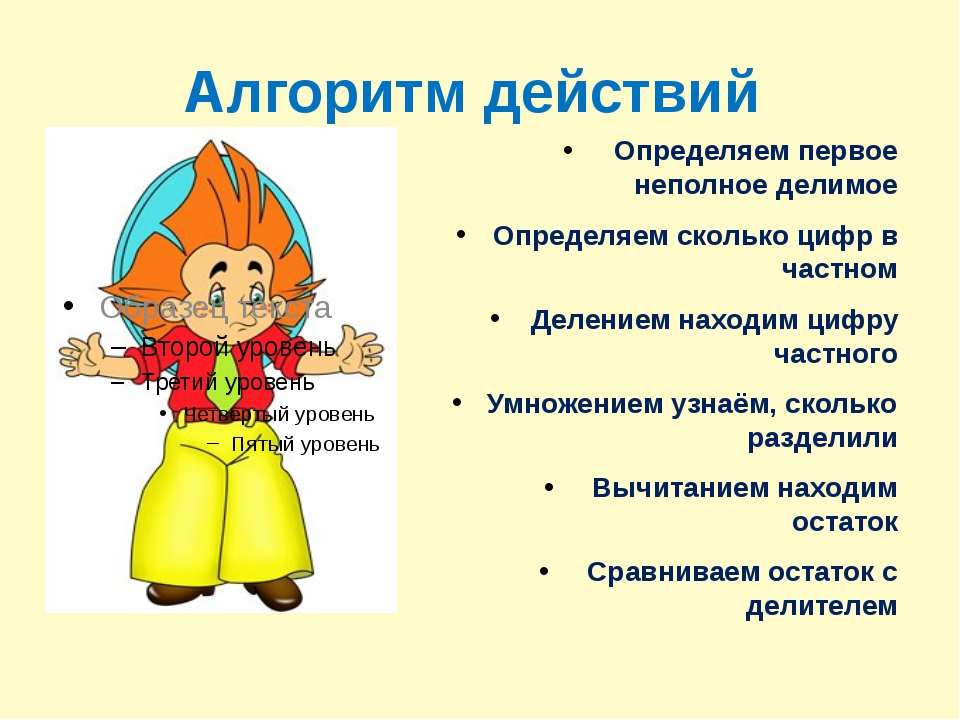 Алгоритм действий
• Образец текста
– Второй уровень
– Третий уровень
• Четвертый уровень
– Пятый уровень
• Определяем первое
неполное делимое
• Определяем сколько цифр в
частном
• Делением находим цифру
частного
• Умножением узнаём, сколько
разделили
• Вычитанием находим
остаток
• Сравниваем остаток с
делителем